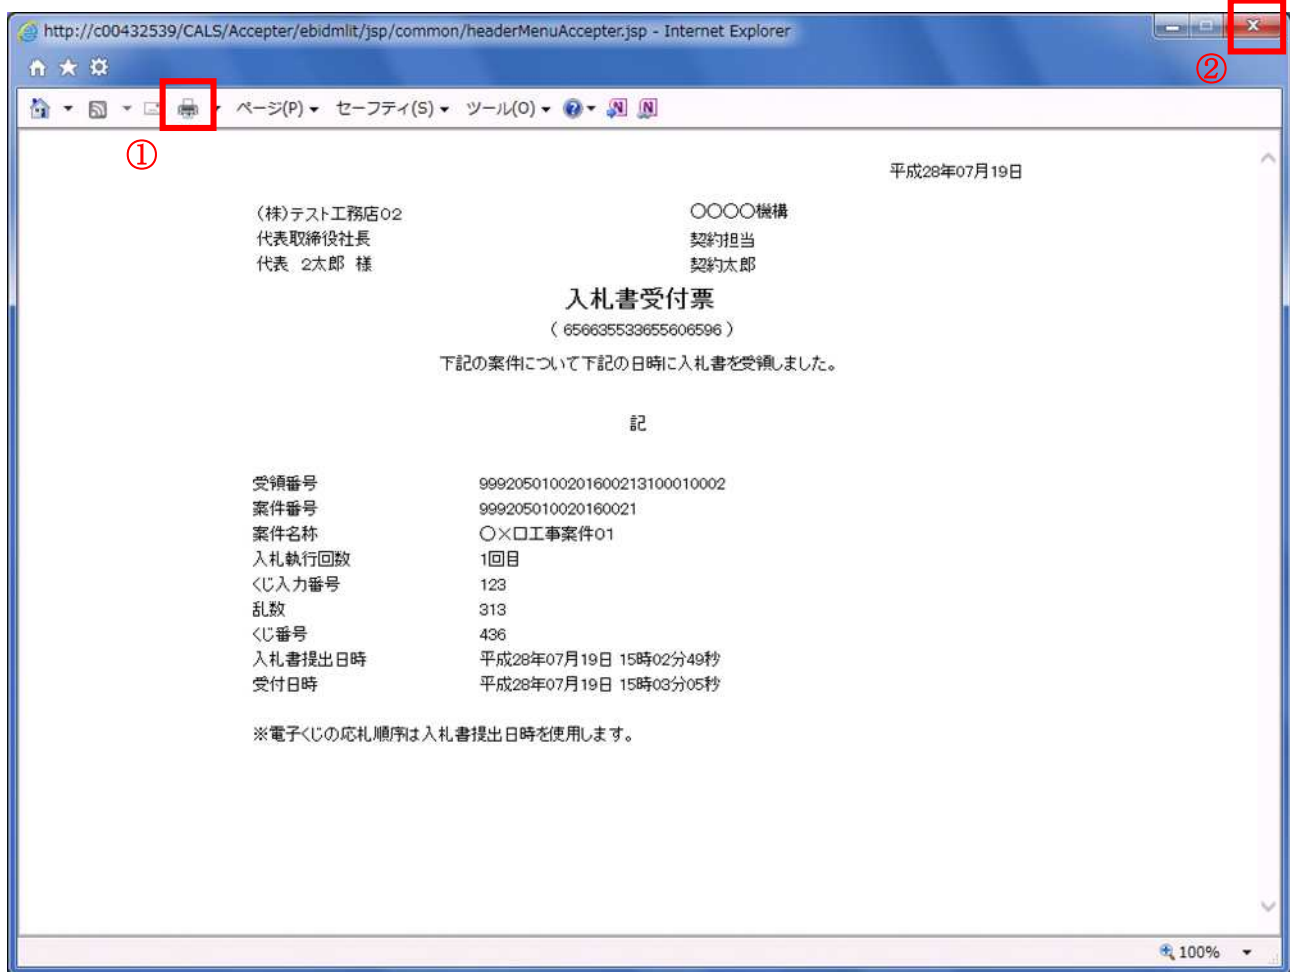 http://c00432539/CALS/Accepter/ebidmlit/jsp/common/headerMenuAccepter.jsp - Internet Explorer
②
ページ(P) セーフティ(S) ツール(O)
①
平成28年07月19日
(株)テスト工務店02 〇〇〇〇機構
代表取締役社長 契約担当
代表 2太郎 様 契約太郎
入札書受付票
( 656635533655606596 )
下記の案件について下記の日時に入札書を受領しました。
記
受領番号 99920501002016002131 00010002
案件番号 999205010020160021
案件名称 〇×口工事案件01
入札執行回数 1回目
くじ入力番号 123
乱数 313
くじ番号 436
入札書提出日時 平成28年07月19日 15時02分49秒
受付日時 平成28年07月19日 15時03分05秒
※電子くじの応札順序は入札書提出日時を使用します。
100%